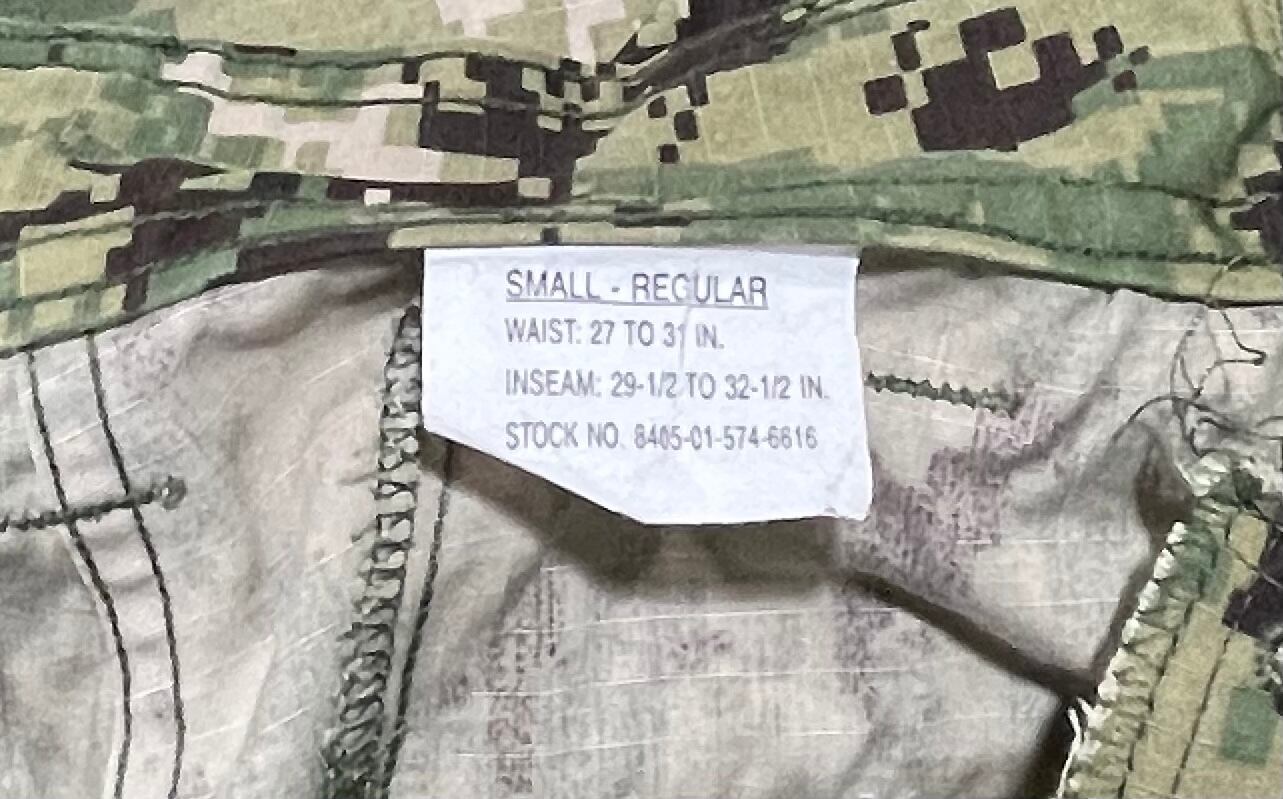 SMALL - REGULAR
WAIST: 27 TO 31 IN.
INSEAM: 29-1/2 TO 32-1/2 IN.
STOCK NO. 8405-01-574-6616